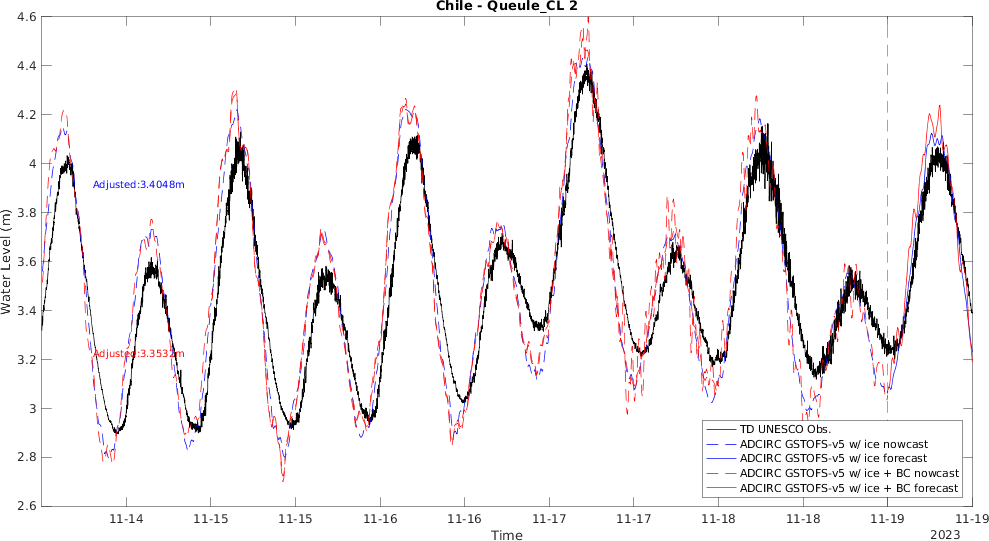 Chile - Queule_CL 2
Water Level (m)
4.6
4.4
4.2
4
3.8
3.6
3.4
3.2
3
2.8
2.6
Adjusted:3.4048m
Adjusted:3.3532m
TD UNESCO Obs.
ADCIRC GSTOFS-v5 w/ ice nowcast
ADCIRC GSTOFS-v5 w/ ice forecast
ADCIRC GSTOFS-v5 w/ ice + BC nowcast
ADCIRC GSTOFS-v5 w/ ice + BC forecast
11-14 11-15 11-15 11-16 11-16 11-17 11-17 11-18 11-18 11-19 11-19
Time
2023